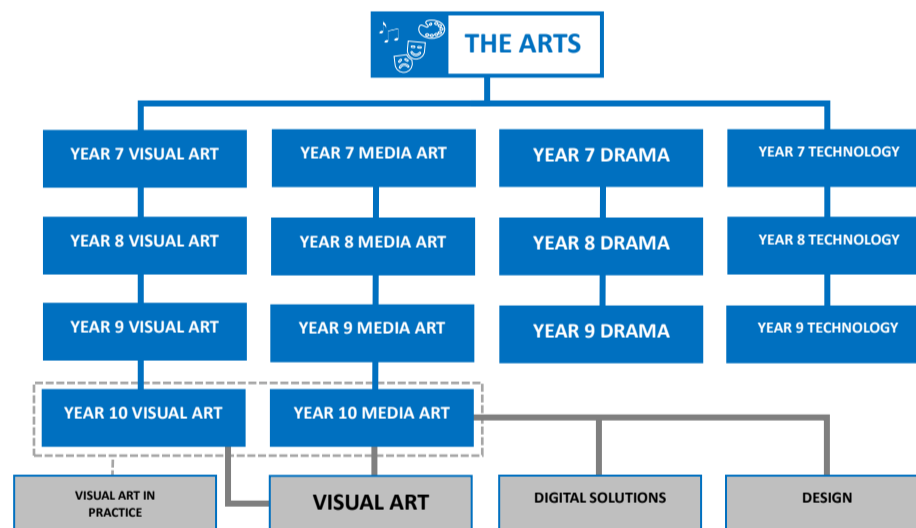 THE ARTS
YEAR 7 VISUAL ART
YEAR 7 MEDIA ART
YEAR 7 DRAMA
YEAR 7 TECHNOLOGY
YEAR 8 VISUAL ART
YEAR 8 MEDIA ART
YEAR 8 DRAMA
YEAR 8 TECHNOLOGY
YEAR 9 VISUAL ART
YEAR 9 MEDIA ART
YEAR 9 DRAMA
YEAR 9 TECHNOLOGY
YEAR 10 VISUAL ART
YEAR 10 MEDIA ART
VISUAL ART IN
PRACTICE
VISUAL ART
DIGITAL SOLUTIONS
DESIGN